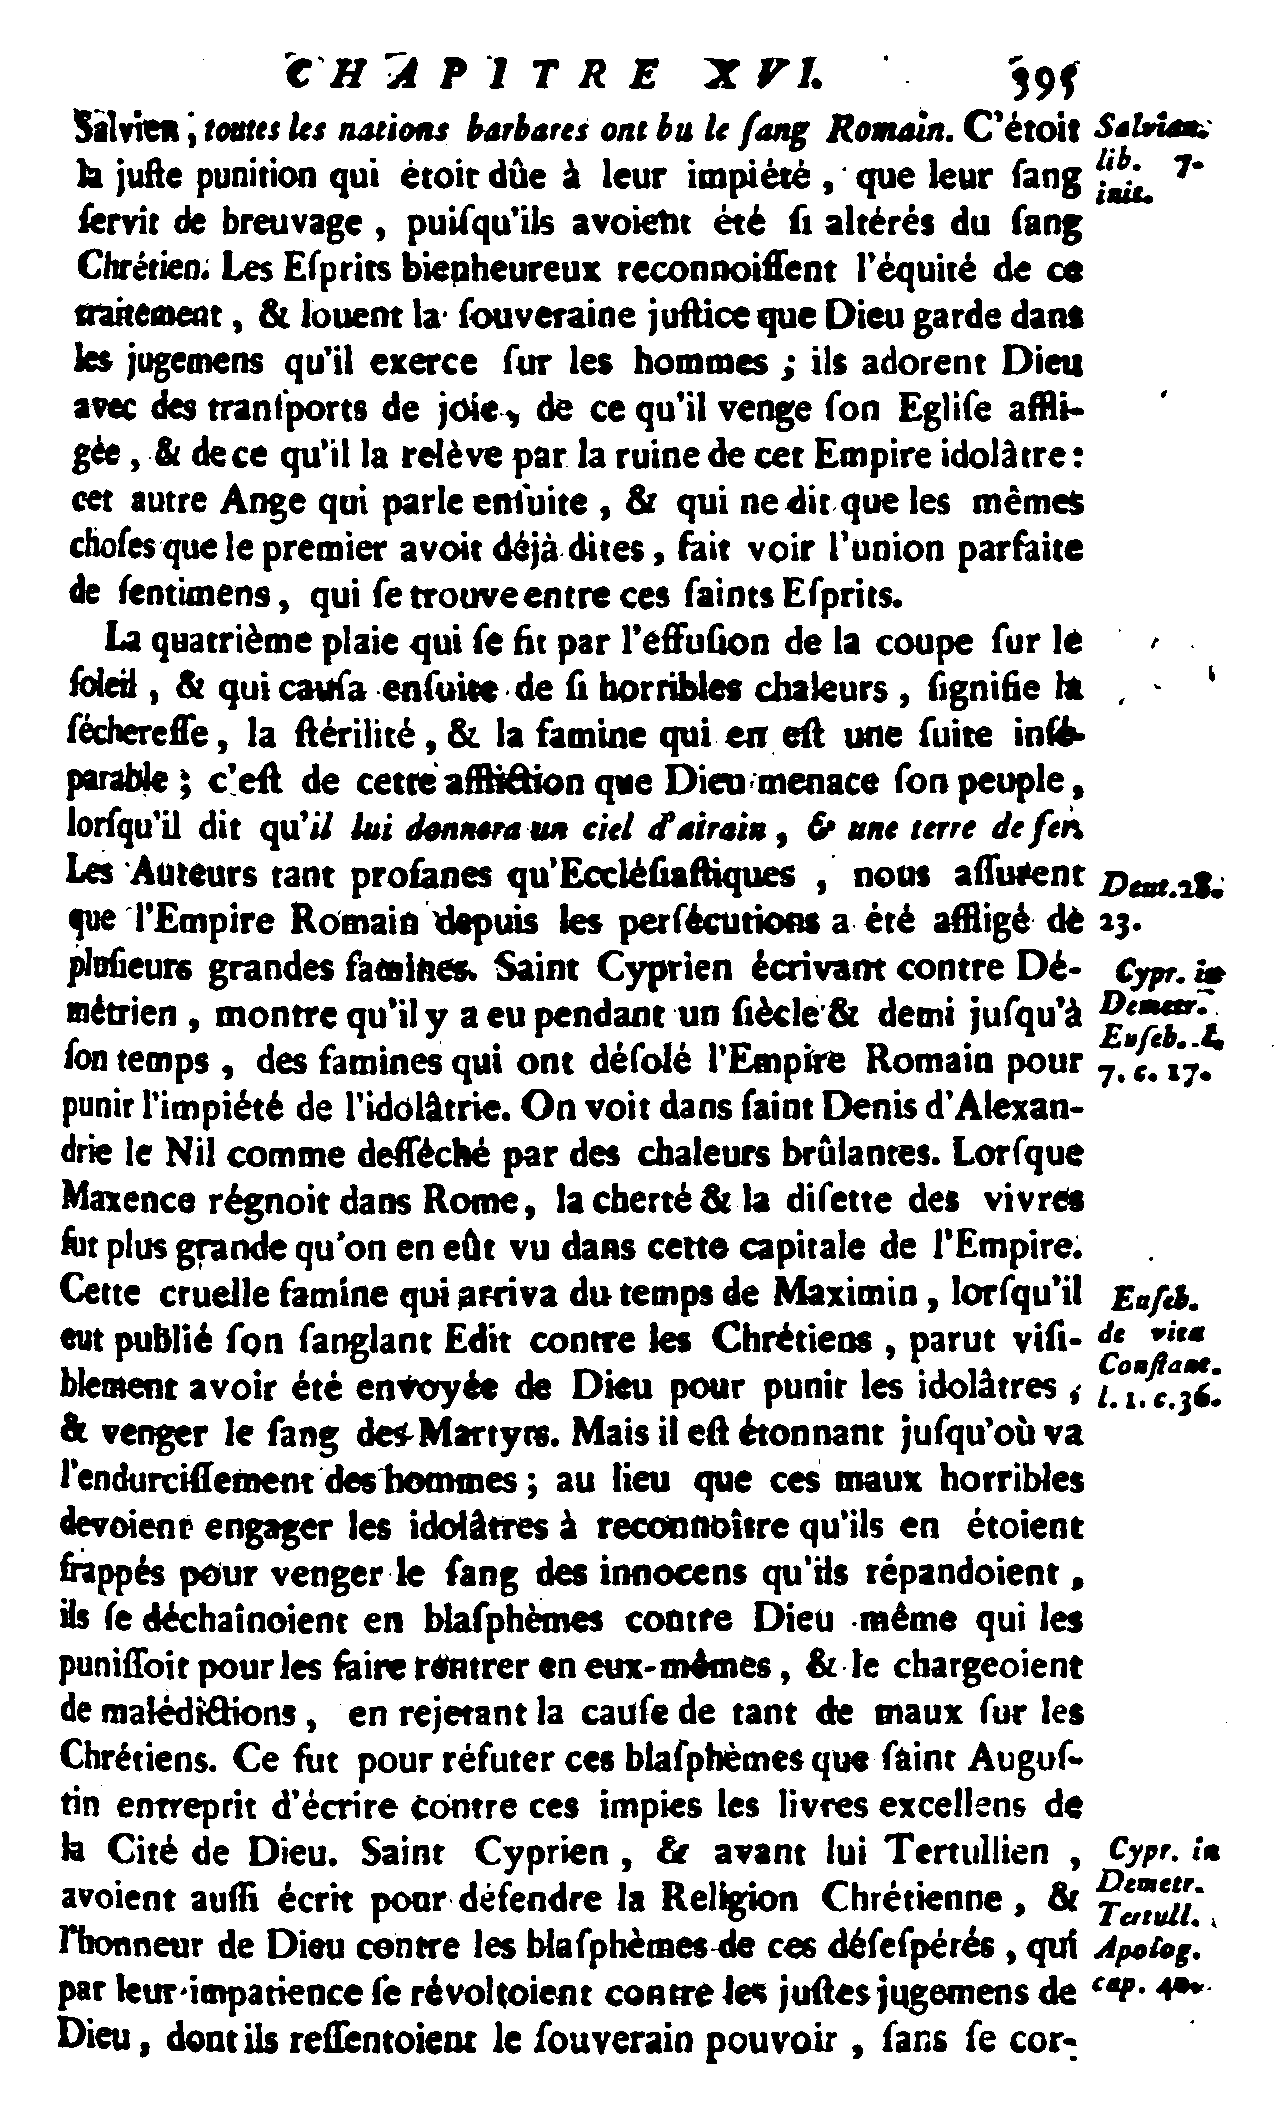 CHAPITRE XVI. 395
Salvien, toutes les nations barbares ont bu le ſang Romain. C'étoit
la juſte punition qui étoit dûe à leur impiété, que leur ſang
ſervît de breuvage, puiſqu'ils avoient été ſi altérés du ſang
Chrétien. Les Eſprits bienheureux reconnoiſſent l'équité de ce
traitement, & louent la ſouveraine juſtice que Dieu garde dans
les jugemens qu'il exerce ſur les hommes ; ils adorent Dieu
avec des tranſports de joie, de ce qu'il venge ſon Egliſe affli-
gée, & de ce qu'il la relève par la ruine de cet Empire idolâtre :
cet autre Ange qui parle enſuite, & qui ne dit que les mêmes
choſes que le premier avoit déjà dites, fait voir l'union parfaite
de ſentimens, qui ſe trouve entre ces ſaints Eſprits.
La quatrième plaie qui ſe fit par l'effuſion de la coupe ſur le
ſoleil, & qui cauſa enſuite de ſi horribles chaleurs, ſignifie la
ſéchereſſe, la ſtérilité, & la famine qui en eſt une ſuite inſé-
parable ; c'eſt de cette affliction que Dieu menace ſon peuple,
lorſqu'il dit qu'il lui donnera un ciel d'airain, & une terre de fer.
Les Auteurs tant profanes qu'Eccléſiaſtiques, nous aſſurent
que l'Empire Romain depuis les perſécutions a été affligé de
pluſieurs grandes famines. Saint Cyprien écrivant contre Dé-
métrien, montre qu'il y a eu pendant un ſiècle & demi juſqu'à
ſon temps, des famines qui ont déſolé l'Empire Romain pour
punir l'impiété de l'idolâtrie. On voit dans ſaint Denis d'Alexan-
drie le Nil comme deſſéché par des chaleurs brûlantes. Lorſque
Maxence régnoit dans Rome, la cherté & la diſette des vivres
fut plus grande qu'on en eût vu dans cette capitale de l'Empire.
Cette cruelle famine qui arriva du temps de Maximin, lorſqu'il
eut publié ſon ſanglant Edit contre les Chrétiens, parut viſi-
blement avoir été envoyée de Dieu pour punir les idolâtres,
& venger le ſang des Martyrs. Mais il eſt étonnant juſqu'où va
l'endurciſſement des hommes ; au lieu que ces maux horribles
devoient engager les idolâtres à reconnoître qu'ils en étoient
frappés pour venger le ſang des innocens qu'ils répandoient,
ils ſe déchaînoient en blaſphèmes contre Dieu même qui les
puniſſoit pour les faire rentrer en eux-mêmes, & le chargeoient
de malédictions, en rejetant la cauſe de tant de maux ſur les
Chrétiens. Ce fut pour réfuter ces blaſphèmes que ſaint Auguſ-
tin entreprit d'écrire contre ces impies les livres excellens de
la Cité de Dieu. Saint Cyprien, & avant lui Tertullien,
avoient auſſi écrit pour défendre la Religion Chrétienne, &
l'honneur de Dieu contre les blaſphèmes de ces déſeſpérés, qui
par leur impatience ſe révoltoient contre les juſtes jugemens de
Dieu, dont ils reſſentoient le ſouverain pouvoir, ſans ſe cor-
Salvian.
lib. 7.
init.
Deut. 28.
23.
Cypr. in
Demetr.
Euſeb. l.
7. c. 17.
Euſeb.
de vita
Conſtant.
l. 1. c. 36.
Cypr. in
Demetr.
Tertull.
Apolog.
cap. 40.